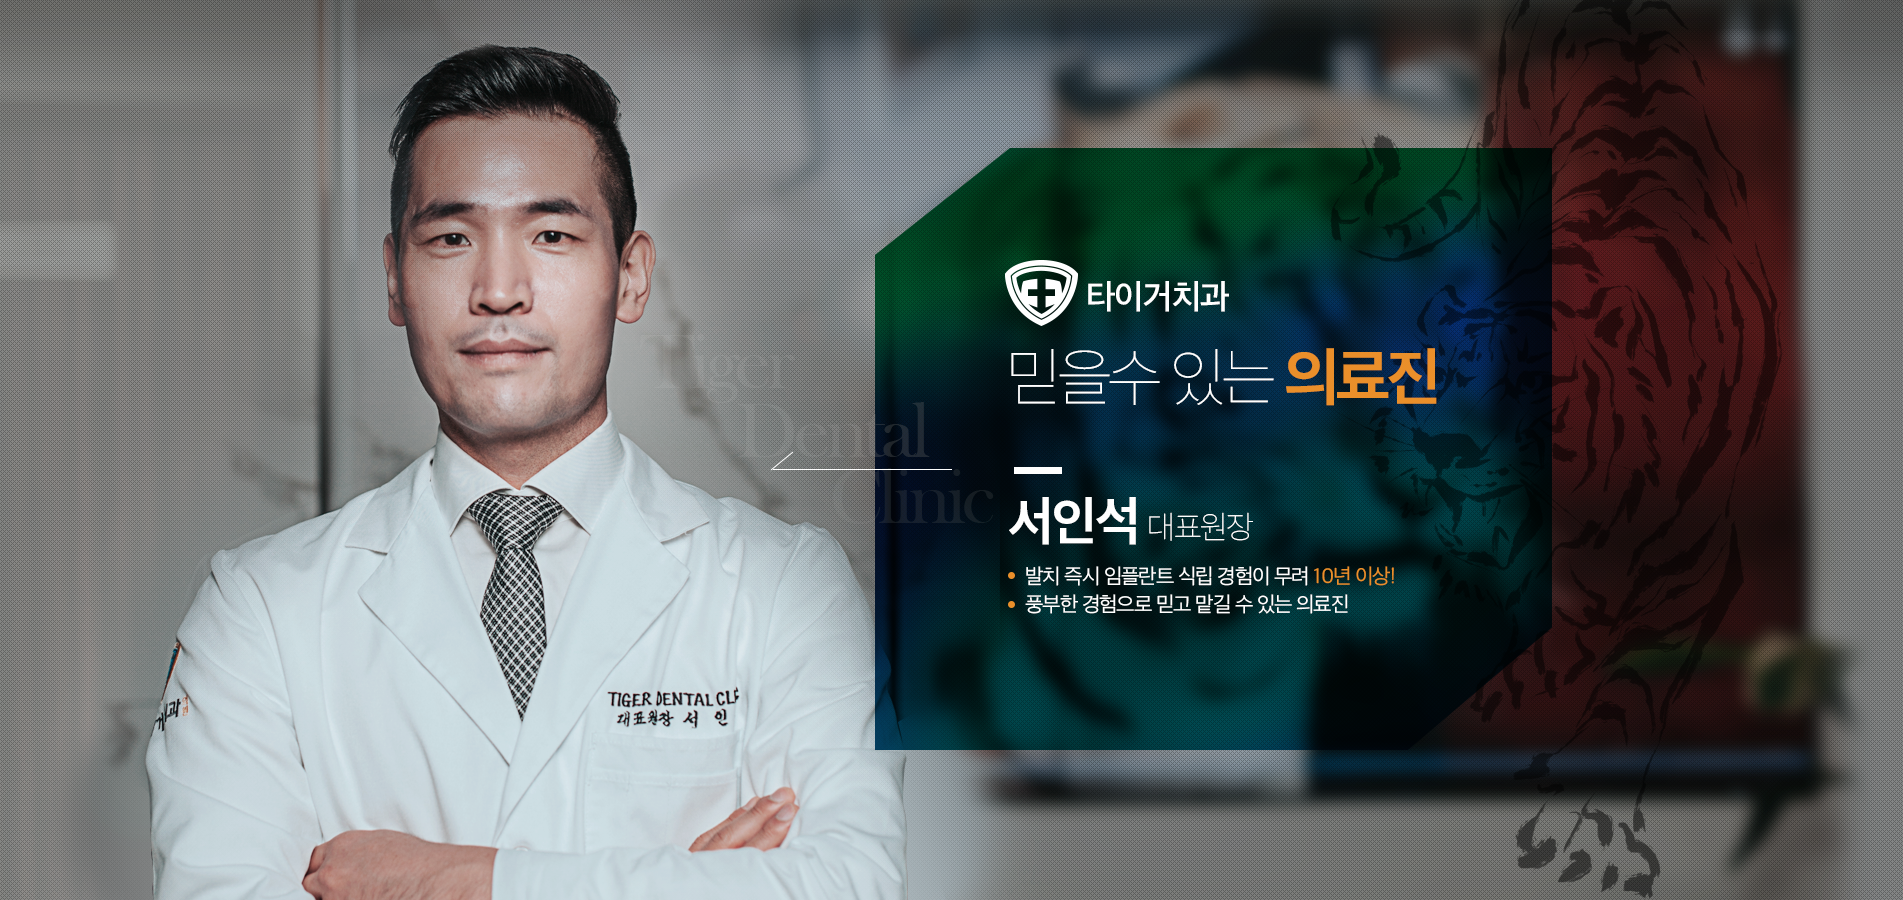 타이거치과
믿을수 있는 의료진
Tiger
Dental
Clinic
서인석 대표원장
발치 즉시 임플란트 식립 경험이 무려 10년 이상!
풍부한 경험으로 믿고 맡길 수 있는 의료진
TIGER DENTAL CLI
대표원장 서 인